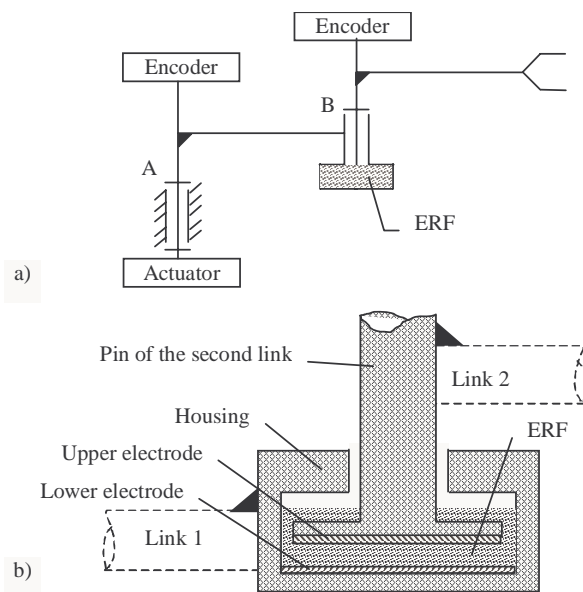 Encoder
Encoder
B
A
ERF
a)
Actuator
Pin of the second link
Link 2
Housing
ERF
Upper electrode
Lower electrode
Link 1
b)